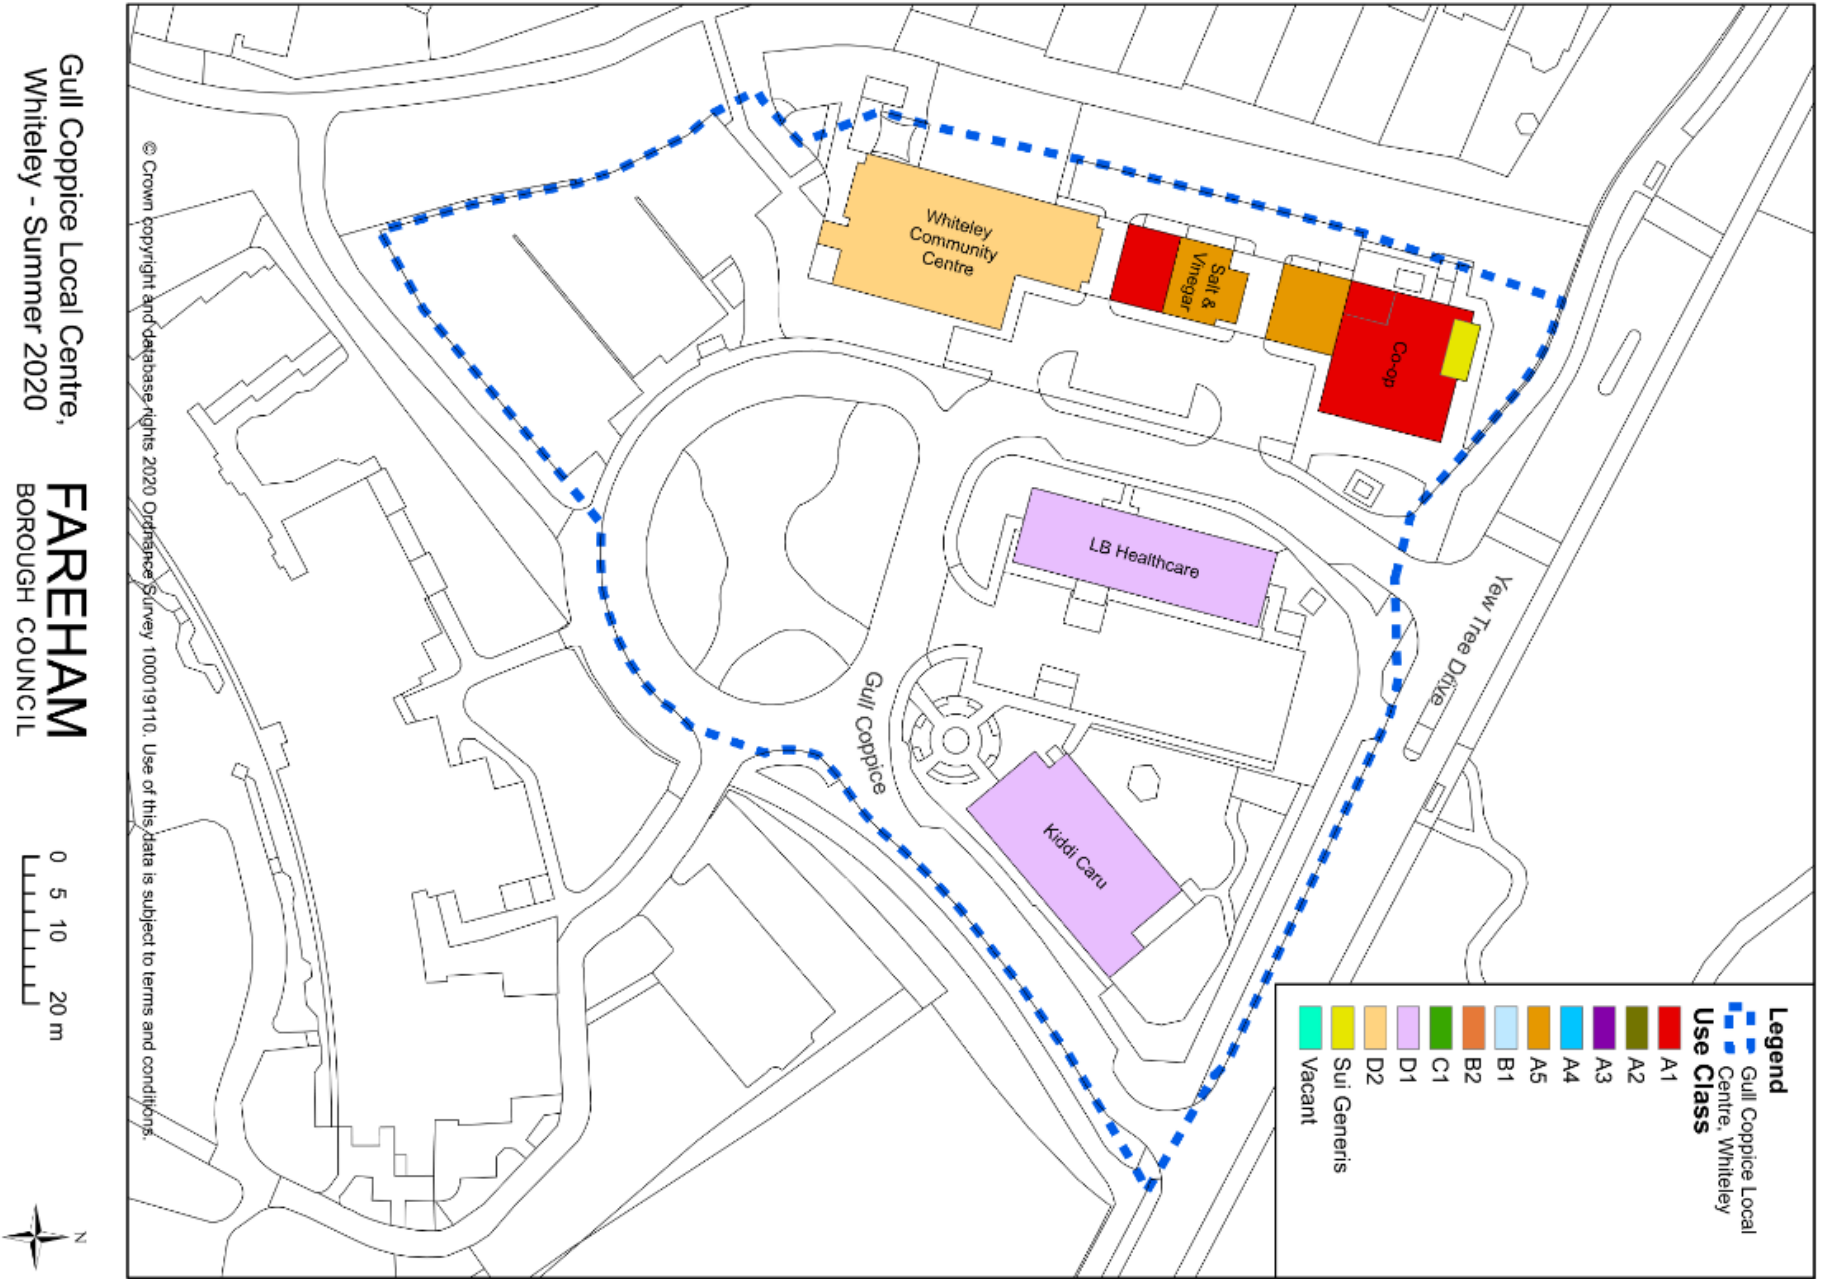 Gull Coppice Local Centre,
Whiteley - Summer 2020
FAREHAM
BOROUGH COUNCIL
0 5 10 20 m
N
© Crown copyright and database rights 2020 Ordnance Survey 100019110. Use of this data is subject to terms and conditions.
Whiteley
Community
Centre
Salt &
Vinegar
Co-op
LB Healthcare
Kiddi Caru
Gull Coppice
Yew Tree Drive
Legend
Gull Coppice Local
Centre, Whiteley
Use Class
A1
A2
A3
A4
A5
B1
B2
C1
D1
D2
Sui Generis
Vacant